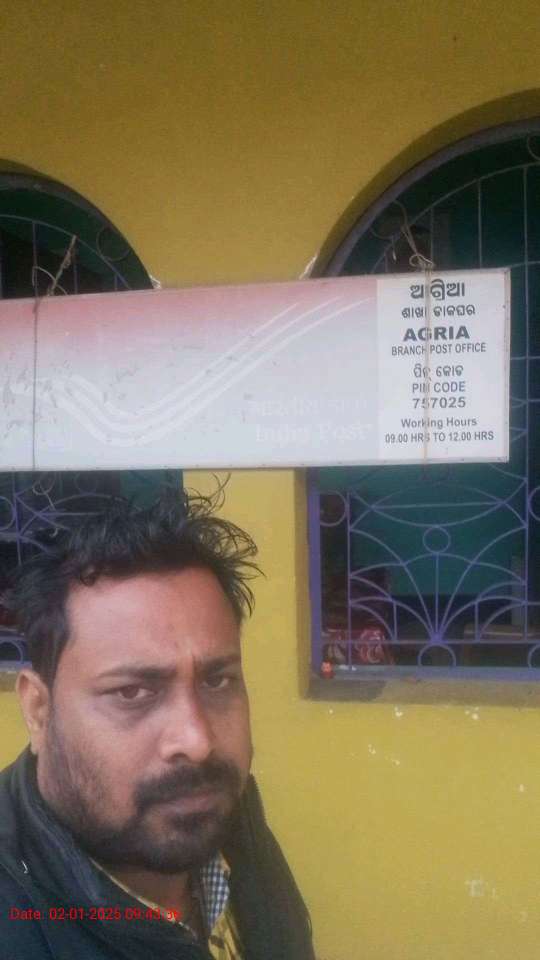 ଆଗ୍ରିଆ
ଶାଖା ଡାକଘର
AGRIA
BRANCH POST OFFICE
ପିନ୍ କୋଡ
PIN CODE
757025
Working Hours
09.00 HRS TO 12.00 HRS
भारतीय डाक
India Post
Date. 02-01-2025 09:43